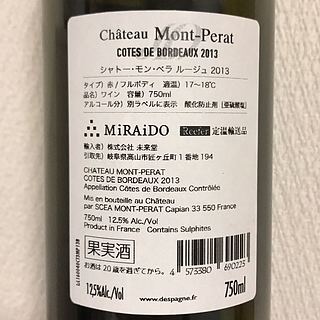 Château Mont-Perat
COTES DE BORDEAUX 2013
シャトー・モン・ペラ ルージュ 2013
タイプ）赤/フルボディ 適温）17〜18℃
品名）ワイン 容量）750ml
アルコール分）別ラベルに表示 酸化防止剤（亜硫酸塩）
MiRAiDO Reefer 定温輸送品
輸入者）株式会社 未来堂
引取先）岐阜県高山市匠ヶ丘町1番地 194
CHATEAU MONT-PERAT
COTES DE BORDEAUX 2013
Appellation Côtes de Bordeaux Contrôlée
Mis en bouteille au Château
par SCEA MONT-PERAT Capian 33 550 France
750ml 12.5% Alc./Vol
Product in France Contains Sulphites
果実酒
お酒は20歳を過ぎてから。
4 573380 690225
12,5%Alc./Vol
www.despagne.fr
750ml